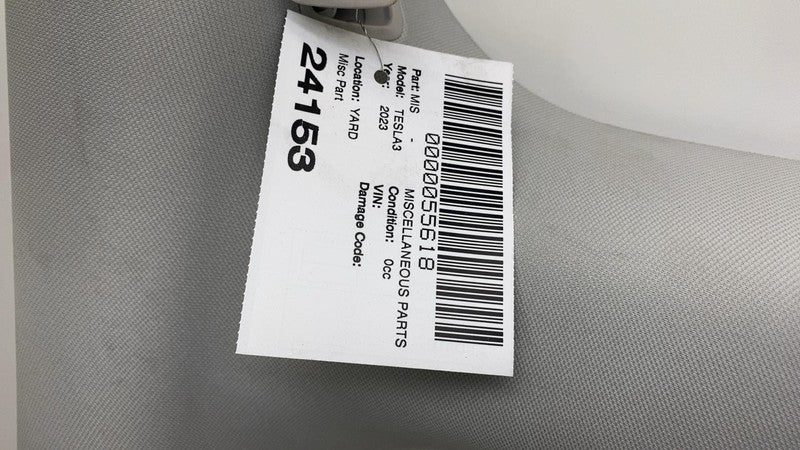 0000055618
Part: MIS - MISCELLANEOUS PARTS
Model: TESLA3 Condition: 0cc
Year: 2023 VIN:
Location: YARD Damage Code:
Misc Part
24153